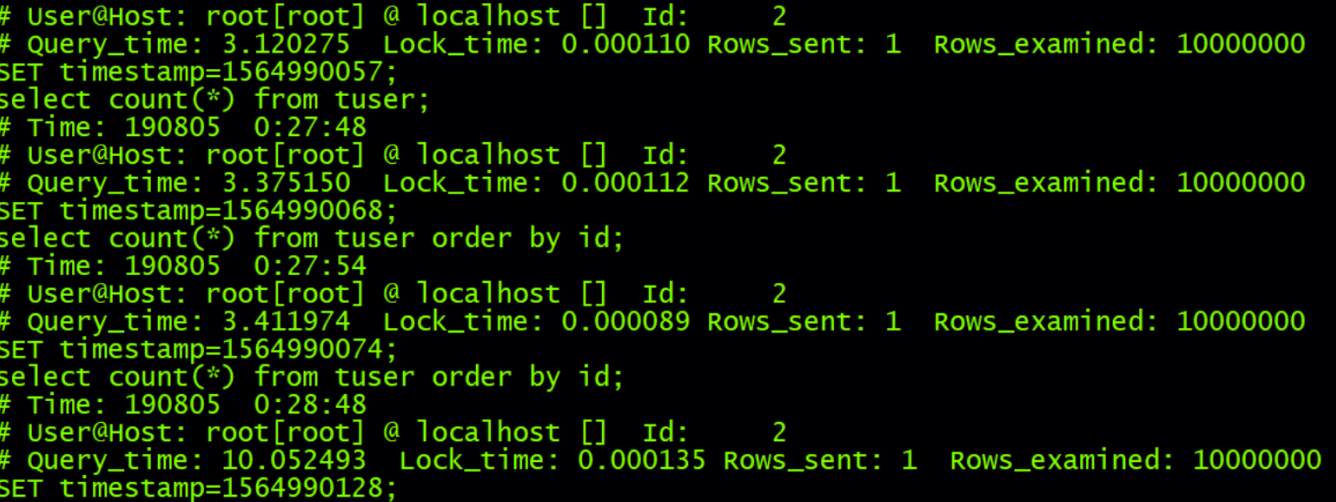 # User@Host: root[root] @ localhost []  Id:     2
# Query_time: 3.120275  Lock_time: 0.000110 Rows_sent: 1  Rows_examined: 10000000
SET timestamp=1564990057;
select count(*) from tuser;
# Time: 190805  0:27:48
# User@Host: root[root] @ localhost []  Id:     2
# Query_time: 3.375150  Lock_time: 0.000112 Rows_sent: 1  Rows_examined: 10000000
SET timestamp=1564990068;
select count(*) from tuser order by id;
# Time: 190805  0:27:54
# User@Host: root[root] @ localhost []  Id:     2
# Query_time: 3.411974  Lock_time: 0.000089 Rows_sent: 1  Rows_examined: 10000000
SET timestamp=1564990074;
select count(*) from tuser order by id;
# Time: 190805  0:28:48
# User@Host: root[root] @ localhost []  Id:     2
# Query_time: 10.052493  Lock_time: 0.000135 Rows_sent: 1  Rows_examined: 10000000
SET timestamp=1564990128;